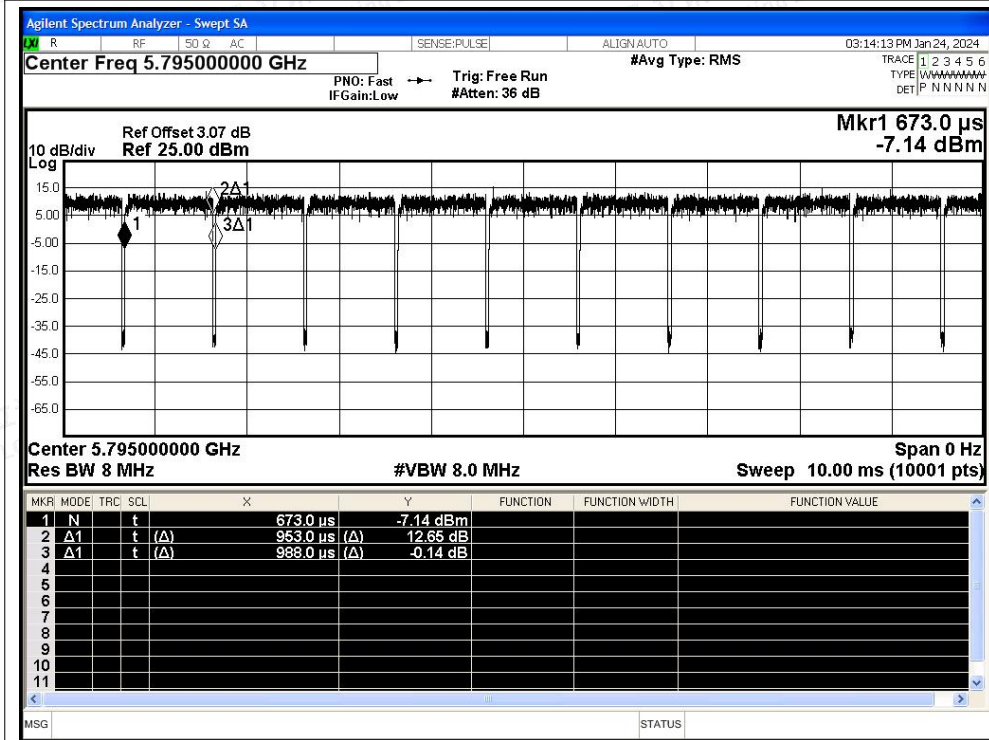 Agilent Spectrum Analyzer - Swept SA
LXI R RF 50 Ω AC SENSE:PULSE ALIGN AUTO 03:14:13 PM Jan 24, 2024
Center Freq 5.795000000 GHz #Avg Type: RMS TRACE 1 2 3 4 5 6
PNO: Fast Trig: Free Run TYPE WWWWWW
IFGain:Low #Atten: 36 dB DET P N N N N N
Mkr1 673.0 µs
-7.14 dBm
Ref Offset 3.07 dB
10 dB/div Ref 25.00 dBm
Log
15.0
5.00
-5.00
-15.0
-25.0
-35.0
-45.0
-55.0
-65.0
2Δ1
1 3Δ1
Center 5.795000000 GHz Span 0 Hz
Res BW 8 MHz #VBW 8.0 MHz Sweep 10.00 ms (10001 pts)
MKR MODE TRC SCL X Y FUNCTION FUNCTION WIDTH FUNCTION VALUE
1 N t 673.0 µs -7.14 dBm
2 Δ1 t (Δ) 953.0 µs (Δ) 12.65 dB
3 Δ1 t (Δ) 988.0 µs (Δ) -0.14 dB
4
5
6
7
8
9
10
11
MSG STATUS